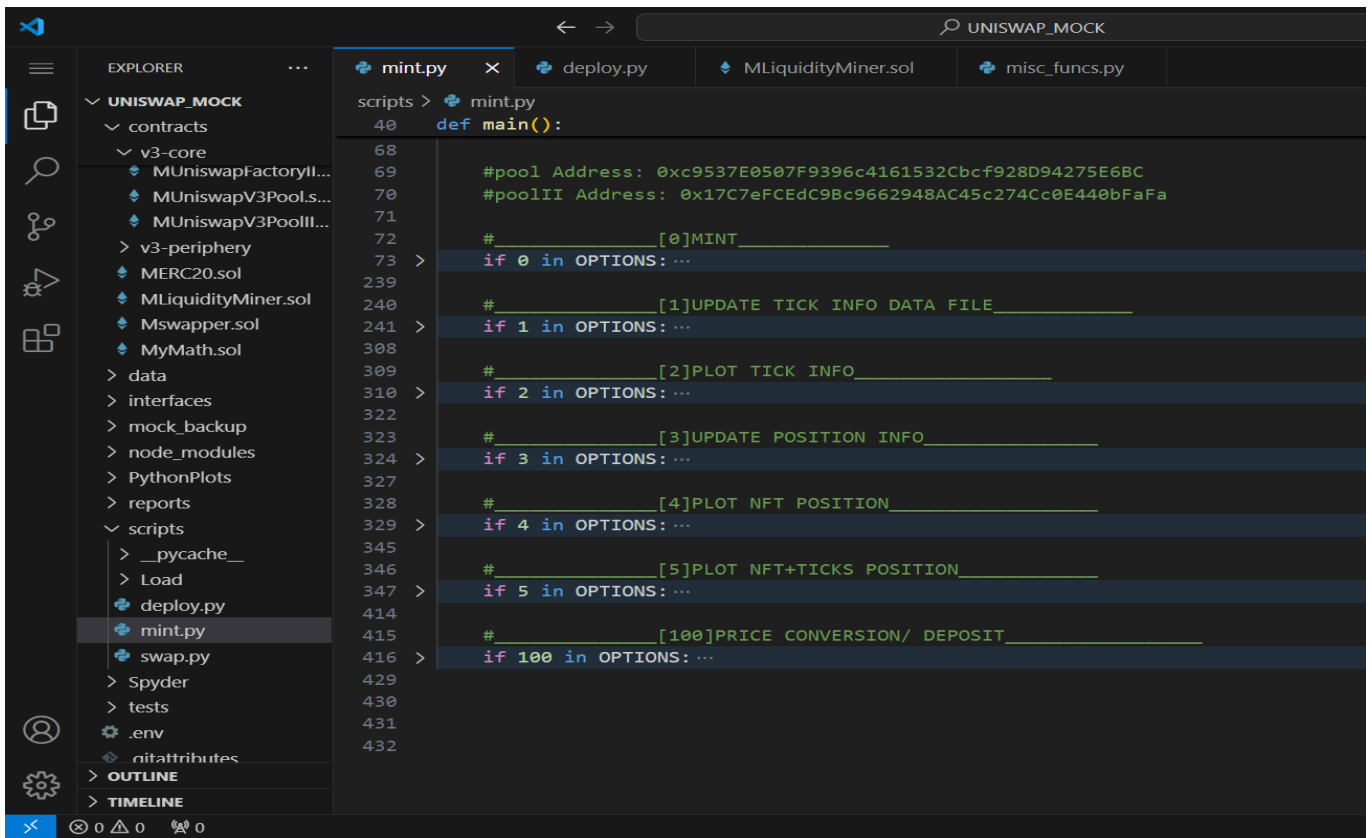 UNISWAP_MOCK
EXPLORER ···
mint.py × deploy.py MLiquidityMiner.sol misc_funcs.py
UNISWAP_MOCK
contracts
v3-core
MUniswapFactoryII...
MUniswapV3Pool.s...
MUniswapV3PoolII...
v3-periphery
MERC20.sol
MLiquidityMiner.sol
Mswapper.sol
MyMath.sol
data
interfaces
mock_backup
node_modules
PythonPlots
reports
scripts
__pycache__
Load
deploy.py
mint.py
swap.py
Spyder
tests
.env
.gitattributes
OUTLINE
TIMELINE
scripts > mint.py
40 def main():
68
69 #pool Address: 0xc9537E0507F9396c4161532Cbcf928D94275E6BC
70 #poolII Address: 0x17C7eFCEdC9Bc9662948AC45c274Cc0E440bFaFa
71
72 #______________[0]MINT_____________
73 > if 0 in OPTIONS:···
239
240 #______________[1]UPDATE TICK INFO DATA FILE____________
241 > if 1 in OPTIONS:···
308
309 #______________[2]PLOT TICK INFO_________________
310 > if 2 in OPTIONS:···
322
323 #______________[3]UPDATE POSITION INFO_______________
324 > if 3 in OPTIONS:···
327
328 #______________[4]PLOT NFT POSITION__________________
329 > if 4 in OPTIONS:···
345
346 #______________[5]PLOT NFT+TICKS POSITION____________
347 > if 5 in OPTIONS:···
414
415 #______________[100]PRICE CONVERSION/ DEPOSIT_________________
416 > if 100 in OPTIONS:···
429
430
431
432
0 0 0